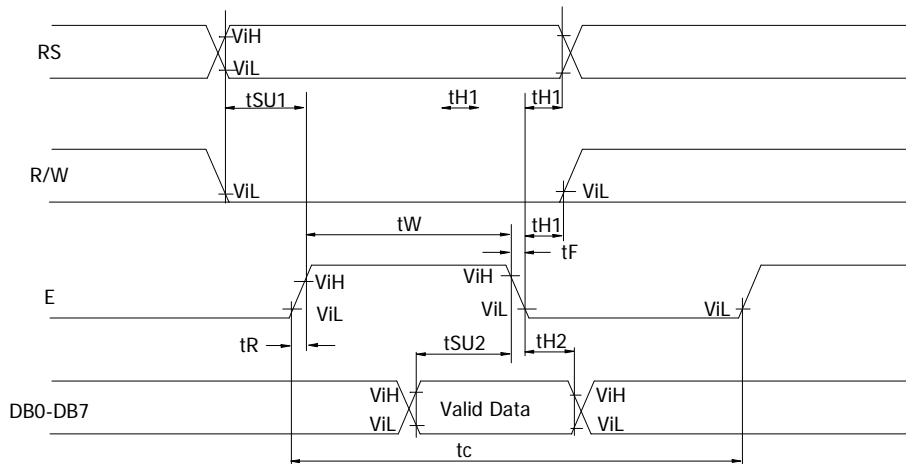 RS
ViH
ViL
tSU1
tH1
tH1
R/W
ViL
ViL
tW
tH1
tF
E
ViH
ViH
ViL
ViL
ViL
tR
tSU2
tH2
DB0-DB7
ViH
Valid Data
ViH
ViL
ViL
tc